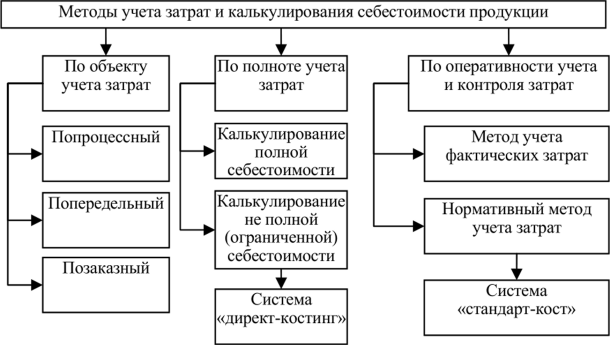 Методы учета затрат и калькулирования себестоимости продукции
По объекту
учета затрат
Попроцессный
Попередельный
Позаказный
По полноте учета
затрат
Калькулирование
полной
себестоимости
Калькулирование
не полной
(ограниченной)
себестоимости
Система
«директ-костинг»
По оперативности учета
и контроля затрат
Метод учета
фактических затрат
Нормативный метод
учета затрат
Система
«стандарт-кост»